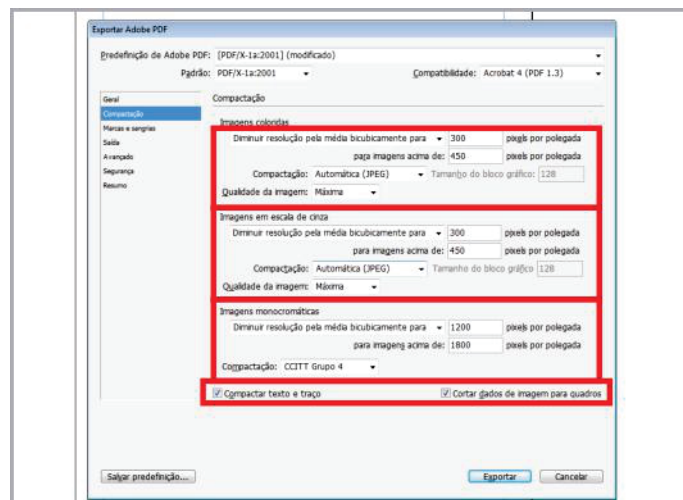 Exportar Adobe PDF
Predefinição de Adobe PDF: [PDF/X-1a:2001] (modificado)
Padrão: PDF/X-1a:2001 Compatibilidade: Acrobat 4 (PDF 1.3)
Geral
Compactação
Marcas e sangrias
Saída
Avançado
Segurança
Resumo
Compactação
Imagens coloridas
Diminuir resolução pela média bicubicamente para 300 pixels por polegada
para imagens acima de: 450 pixels por polegada
Compactação: Automática (JPEG) Tamanho do bloco gráfico: 128
Qualidade da imagem: Máxima
Imagens em escala de cinza
Diminuir resolução pela média bicubicamente para 300 pixels por polegada
para imagens acima de: 450 pixels por polegada
Compactação: Automática (JPEG) Tamanho do bloco gráfico 128
Qualidade da imagem: Máxima
Imagens monocromáticas
Diminuir resolução pela média bicubicamente para 1200 pixels por polegada
para imagens acima de: 1800 pixels por polegada
Compactação: CCITT Grupo 4
Compactar texto e traço Cortar dados de imagem para quadros
Salvar predefinição... Exportar Cancelar